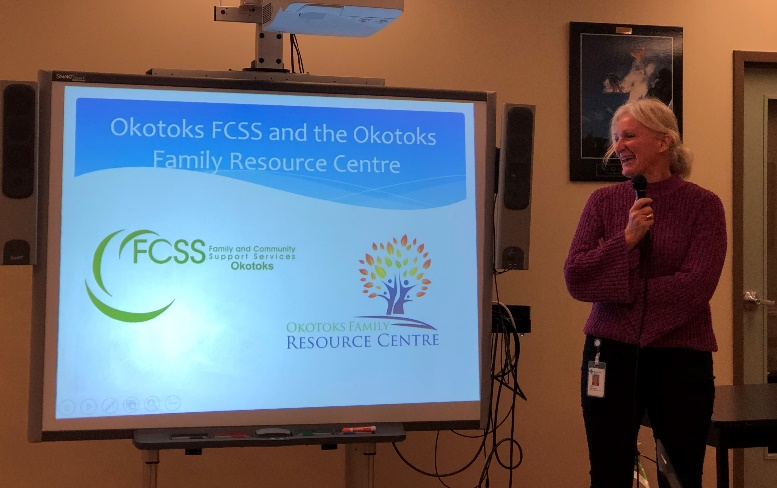 SMART
Okotoks FCSS and the Okotoks
Family Resource Centre
FCSS
Family and Community
Support Services
Okotoks
OKOTOKS FAMILY
RESOURCE CENTRE